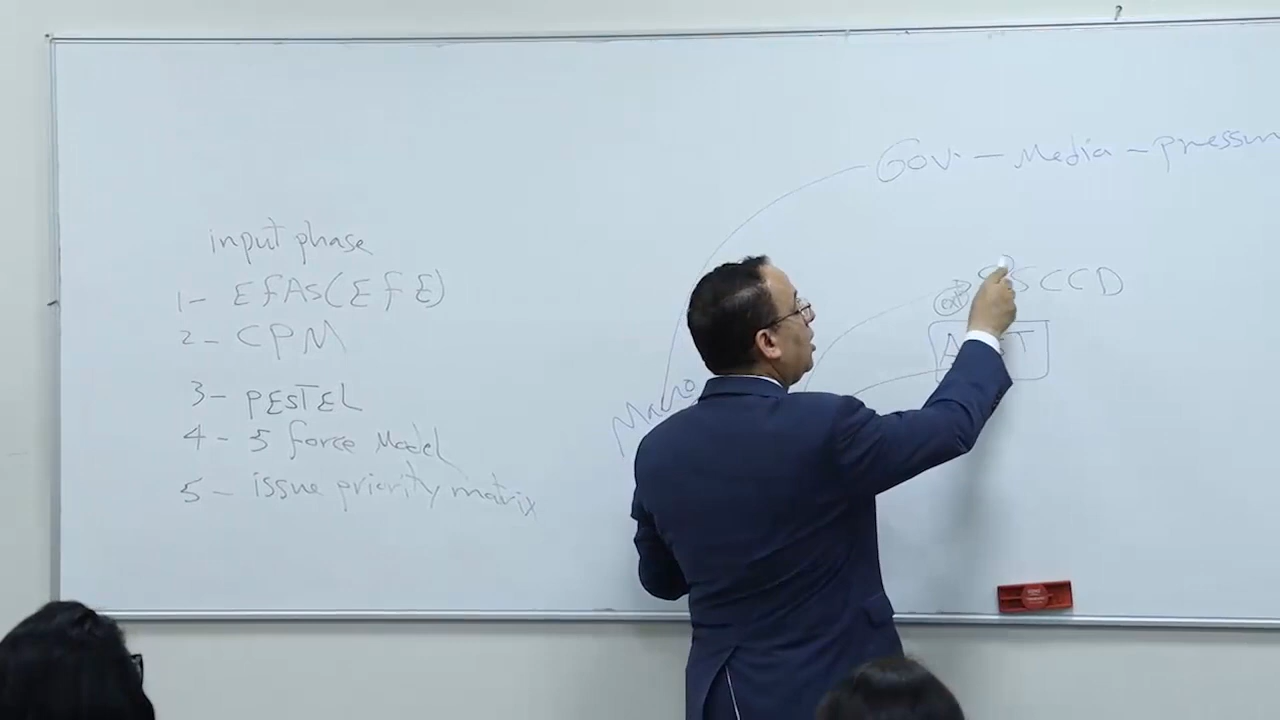 input phase
1- EFAS (EFE)
2- CPM
3- PESTEL
4- 5 force Model
5- issue priority matrix
Gov. - Media -
Macro
ext
SCCD